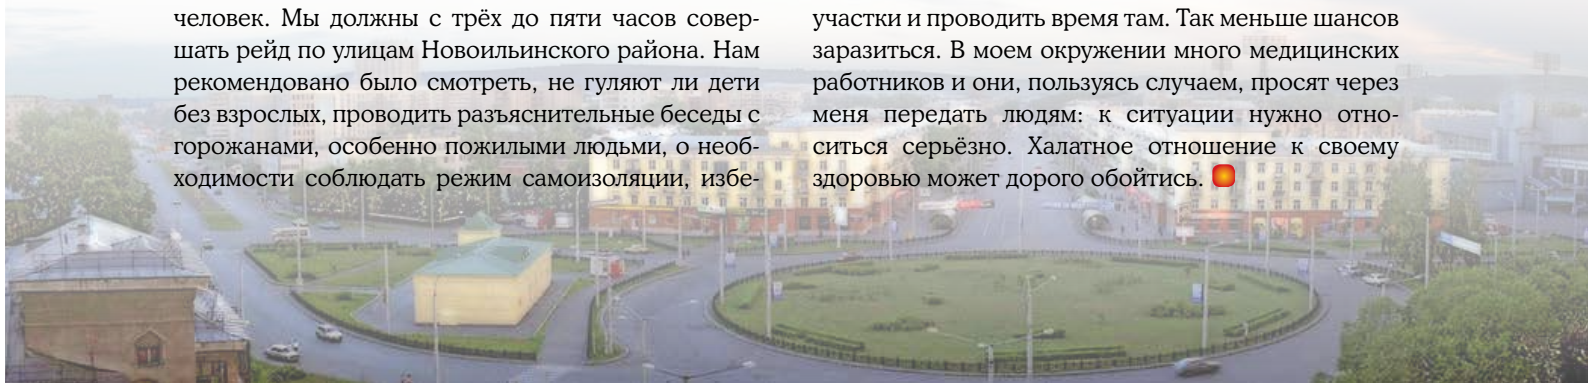 человек. Мы должны с трёх до пяти часов совер-
шать рейд по улицам Новоильинского района. Нам
рекомендовано было смотреть, не гуляют ли дети
без взрослых, проводить разъяснительные беседы с
горожанами, особенно пожилыми людьми, о необ-
ходимости соблюдать режим самоизоляции, избе-
участки и проводить время там. Так меньше шансов
заразиться. В моем окружении много медицинских
работников и они, пользуясь случаем, просят через
меня передать людям: к ситуации нужно отно-
ситься серьёзно. Халатное отношение к своему
здоровью может дорого обойтись.